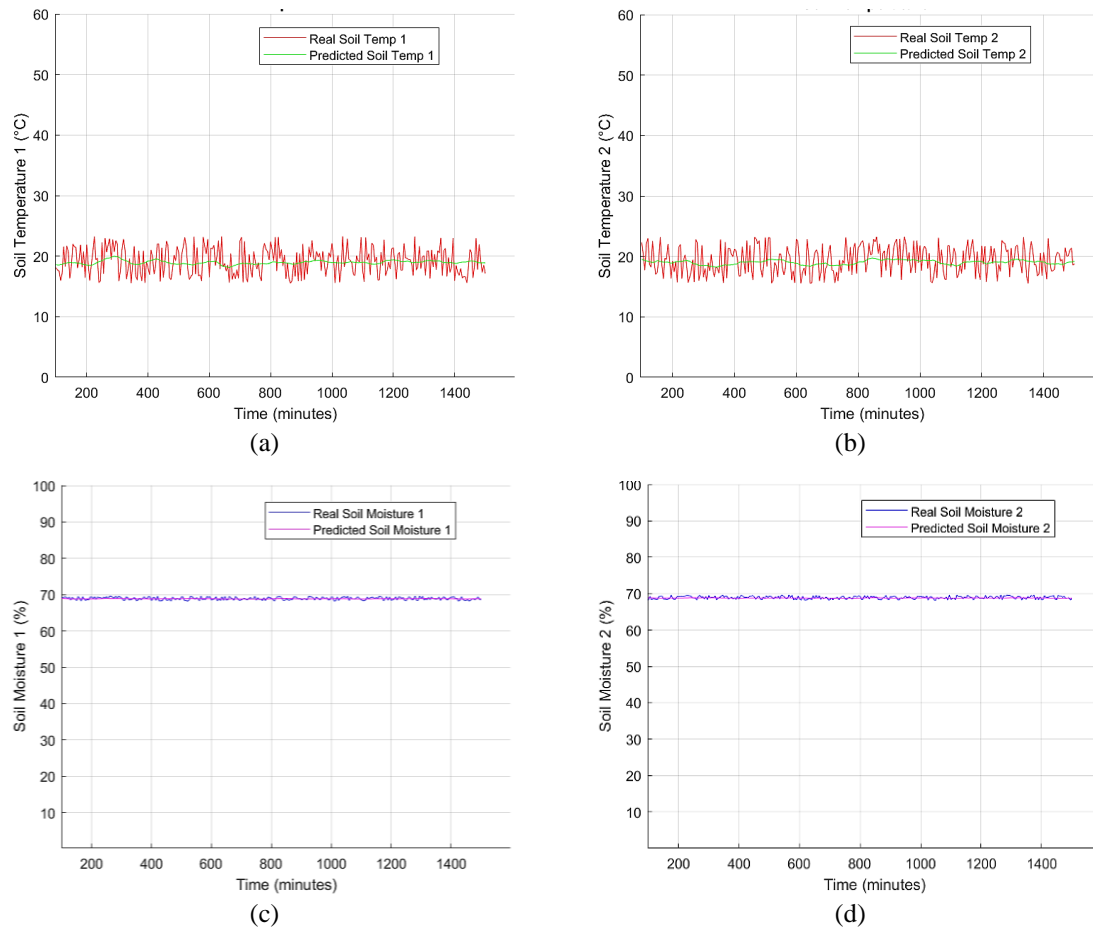 60
50
40
30
20
10
0
Soil Temperature 1 (°C)
Real Soil Temp 1
Predicted Soil Temp 1
200 400 600 800 1000 1200 1400
Time (minutes)
(a)
60
50
40
30
20
10
0
Soil Temperature 2 (°C)
Real Soil Temp 2
Predicted Soil Temp 2
200 400 600 800 1000 1200 1400
Time (minutes)
(b)
100
90
80
70
60
50
40
30
20
10
Soil Moisture 1 (%)
Real Soil Moisture 1
Predicted Soil Moisture 1
200 400 600 800 1000 1200 1400
Time (minutes)
(c)
100
90
80
70
60
50
40
30
20
10
Soil Moisture 2 (%)
Real Soil Moisture 2
Predicted Soil Moisture 2
200 400 600 800 1000 1200 1400
Time (minutes)
(d)